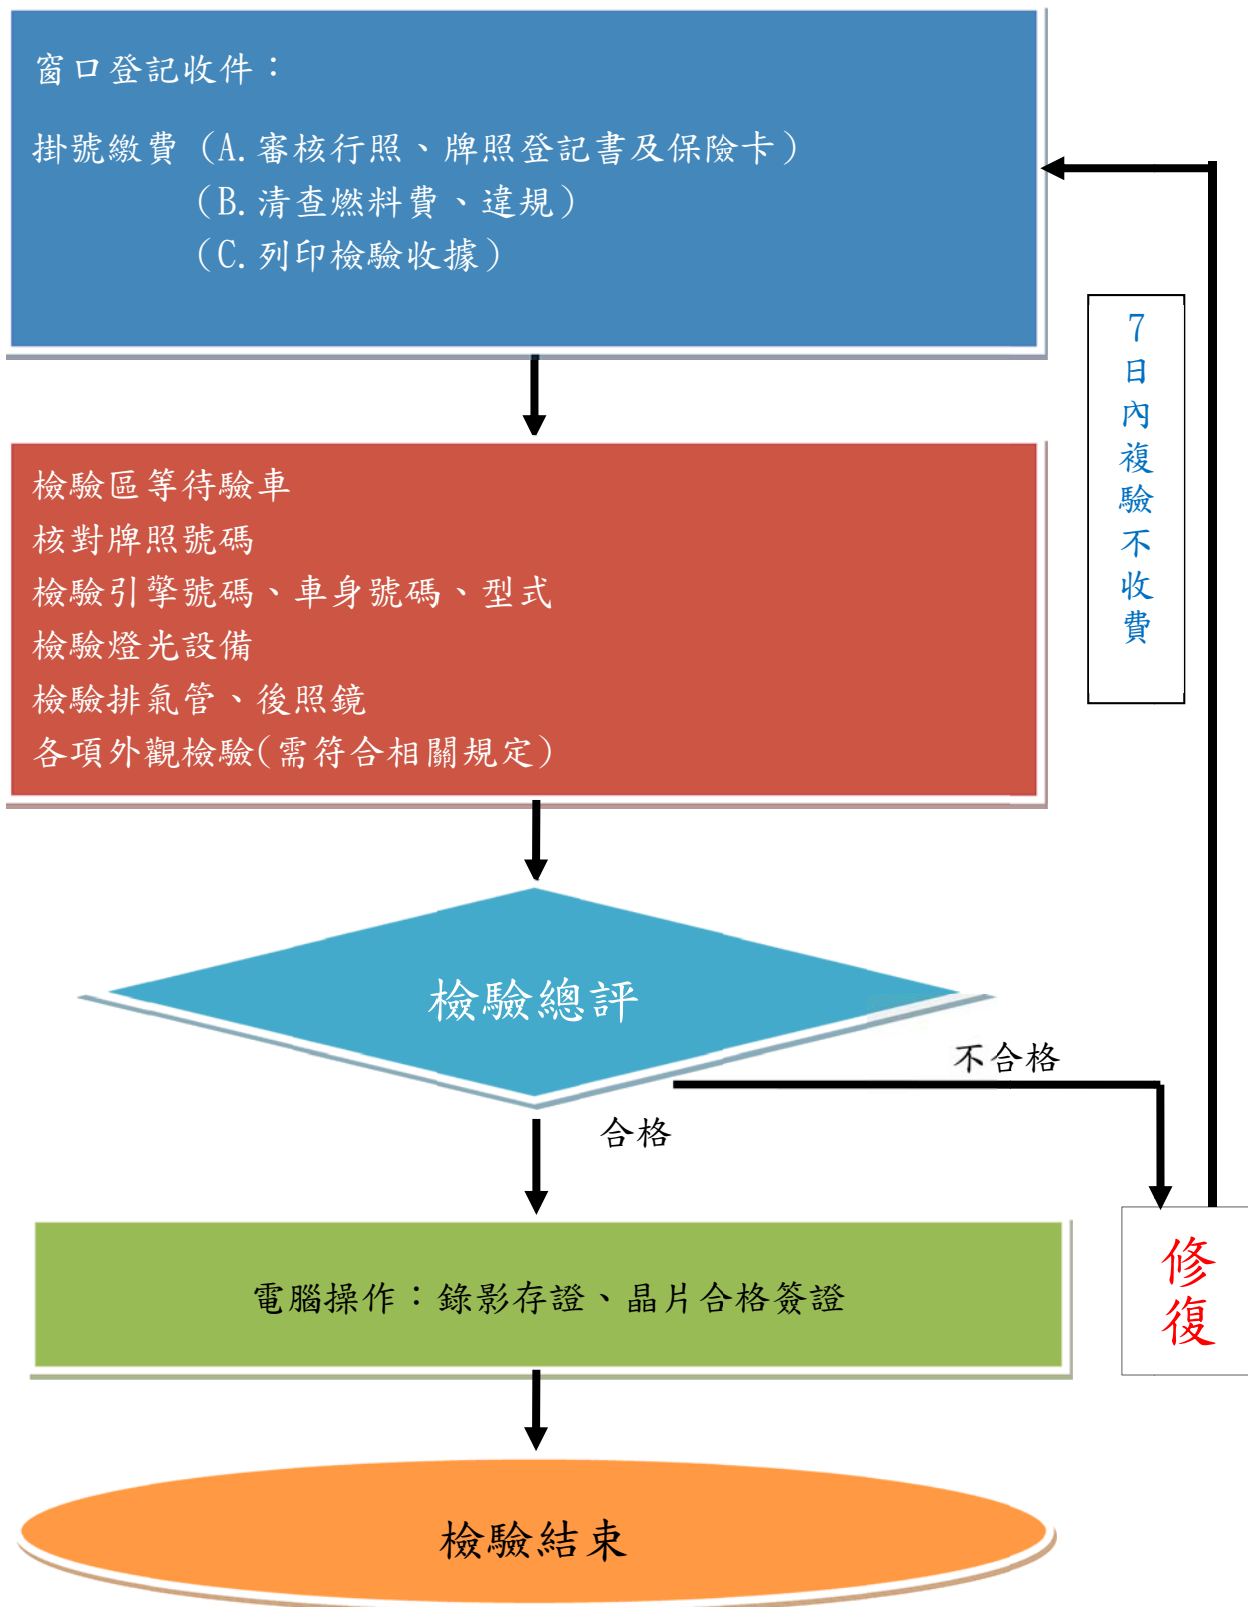 窗口登記收件：
掛號繳費（A.審核行照、牌照登記書及保險卡）
（B.清查燃料費、違規）
（C.列印檢驗收據）
7日內複驗不收費
檢驗區等待驗車
核對牌照號碼
檢驗引擎號碼、車身號碼、型式
檢驗燈光設備
檢驗排氣管、後照鏡
各項外觀檢驗(需符合相關規定)
檢驗總評
不合格
合格
修復
電腦操作：錄影存證、晶片合格簽證
檢驗結束